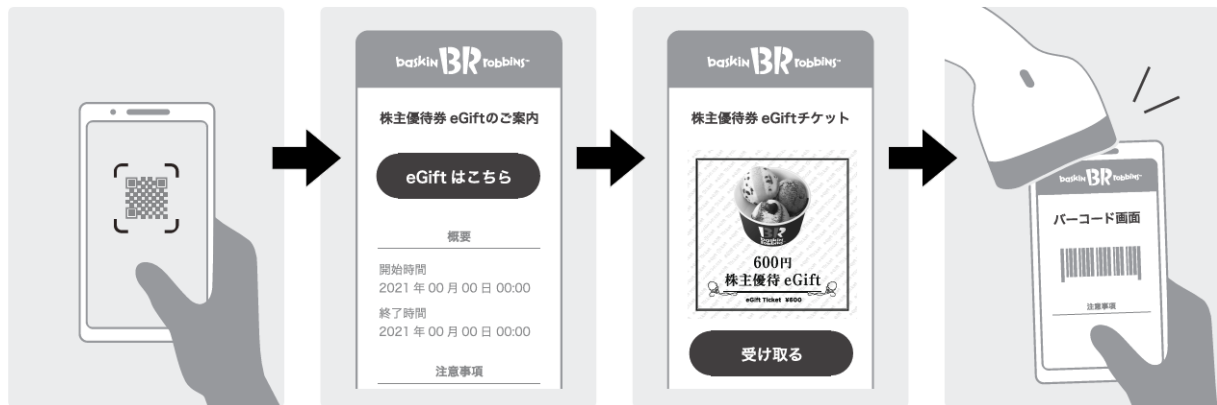 baskin BR robbins
株主優待券 eGiftのご案内
eGift はこちら
概要
開始時間
2021 年 00 月 00 日 00:00
終了時間
2021 年 00 月 00 日 00:00
注意事項
baskin BR robbins
株主優待券 eGiftチケット
BR
baskin
robbins
600円
株主優待 eGift
eGift Ticket ¥600
受け取る
baskin BR robbins
バーコード画面
注意事項